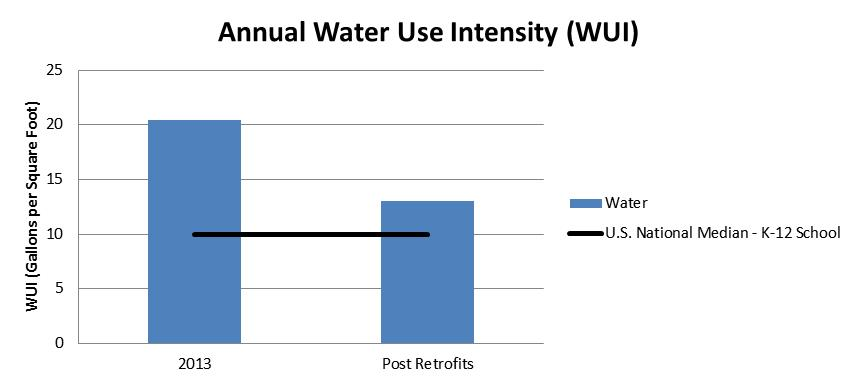 Annual Water Use Intensity (WUI)
WUI (Gallons per Square Foot)
25
20
15
10
5
0
2013
Post Retrofits
Water
U.S. National Median - K-12 School